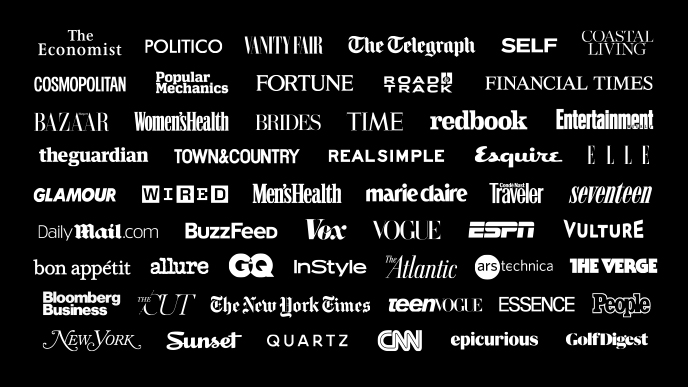 The Economist POLITICO VANITY FAIR The Telegraph SELF COASTAL LIVING
COSMOPOLITAN Popular Mechanics FORTUNE ROAD & TRACK FINANCIAL TIMES
BAZAAR Women'sHealth BRIDES TIME redbook Entertainment
theguardian TOWN&COUNTRY REALSIMPLE Esquire ELLE
GLAMOUR WIRED Men'sHealth marie claire Condé Nast Traveler seventeen
DailyMail.com BuzzFeed Vox VOGUE ESPN VULTURE
bon appétit allure GQ InStyle The Atlantic ars technica THE VERGE
Bloomberg Business THE CUT The New York Times teenVOGUE ESSENCE People
NEW YORK Sunset QUARTZ CNN epicurious GolfDigest